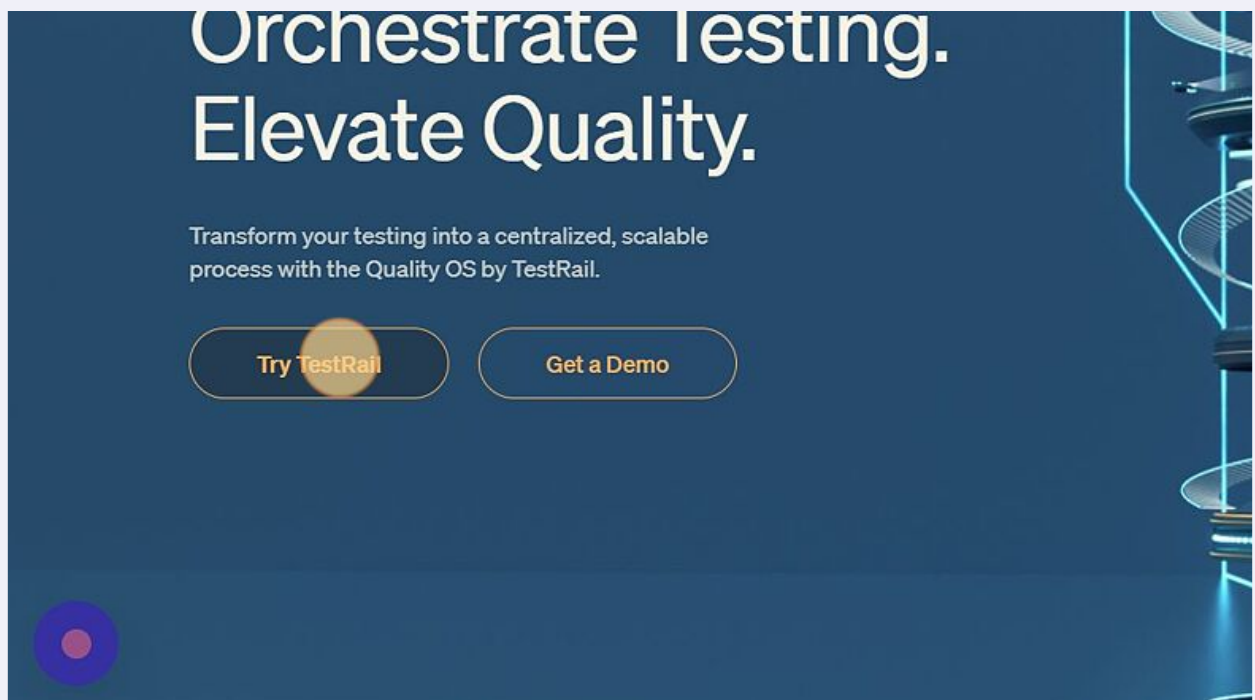 Orchestrate Testing.
Elevate Quality.
Transform your testing into a centralized, scalable
process with the Quality OS by TestRail.
Try TestRail
Get a Demo